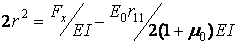 2r² = Fₓ/EI − E₀r₁₁/2(1 + μ₀)EI